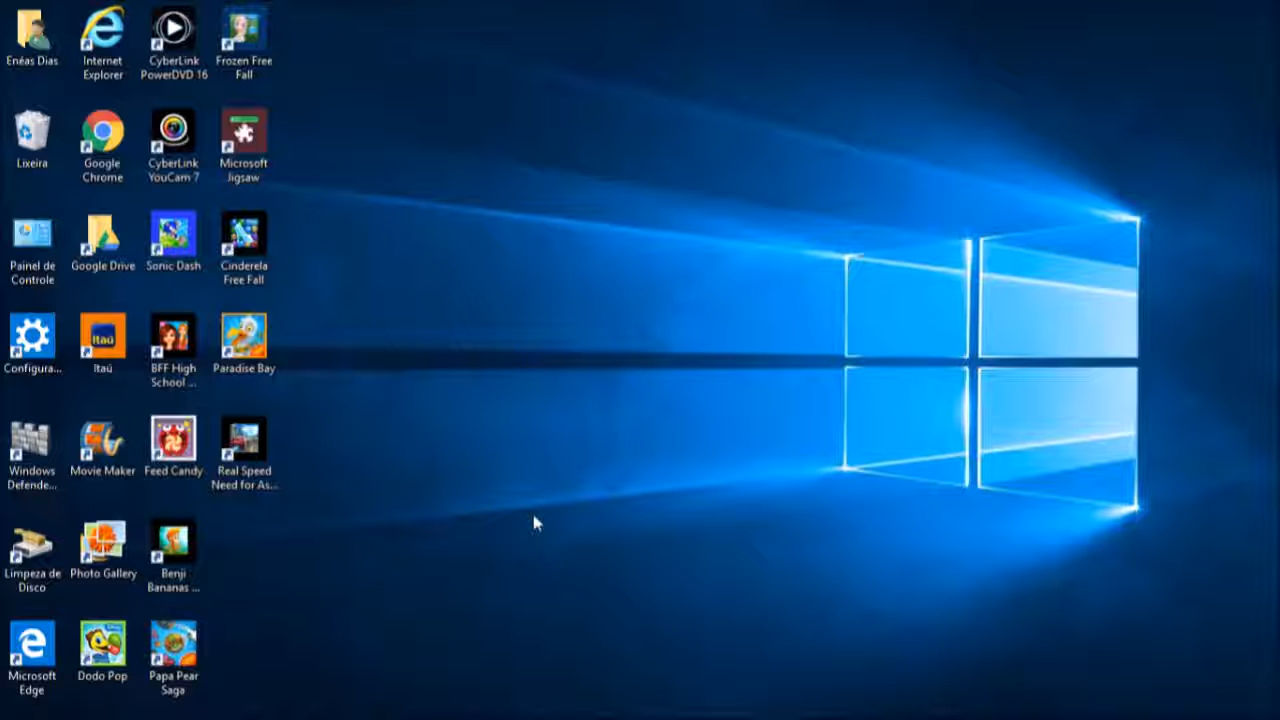 Enéas Dias
Internet
Explorer
CyberLink
PowerDVD 16
Frozen Free
Fall
Lixeira
Google
Chrome
CyberLink
YouCam 7
Microsoft
Jigsaw
Painel de
Controle
Google Drive
Sonic Dash
Cinderela
Free Fall
Configura...
Itaú
Itaú
BFF High
School ...
Paradise Bay
Windows
Defende...
Movie Maker
Feed Candy
Real Speed
Need for As...
Limpeza de
Disco
Photo Gallery
Benji
Bananas ...
Microsoft
Edge
Dodo Pop
Papa Pear
Saga